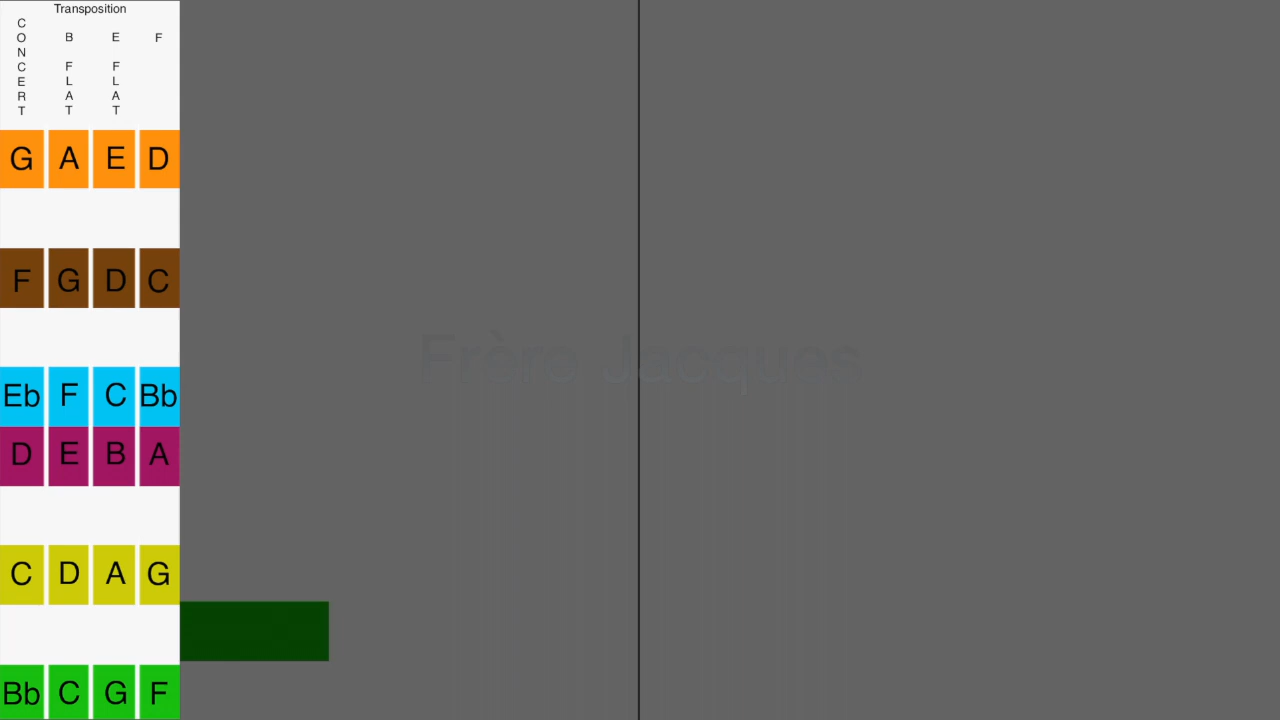 Transposition
CONCERT B FLAT E FLAT F
G A E D
F G D C
Frère Jacques
Eb F C Bb
D E B A
C D A G
Bb C G F